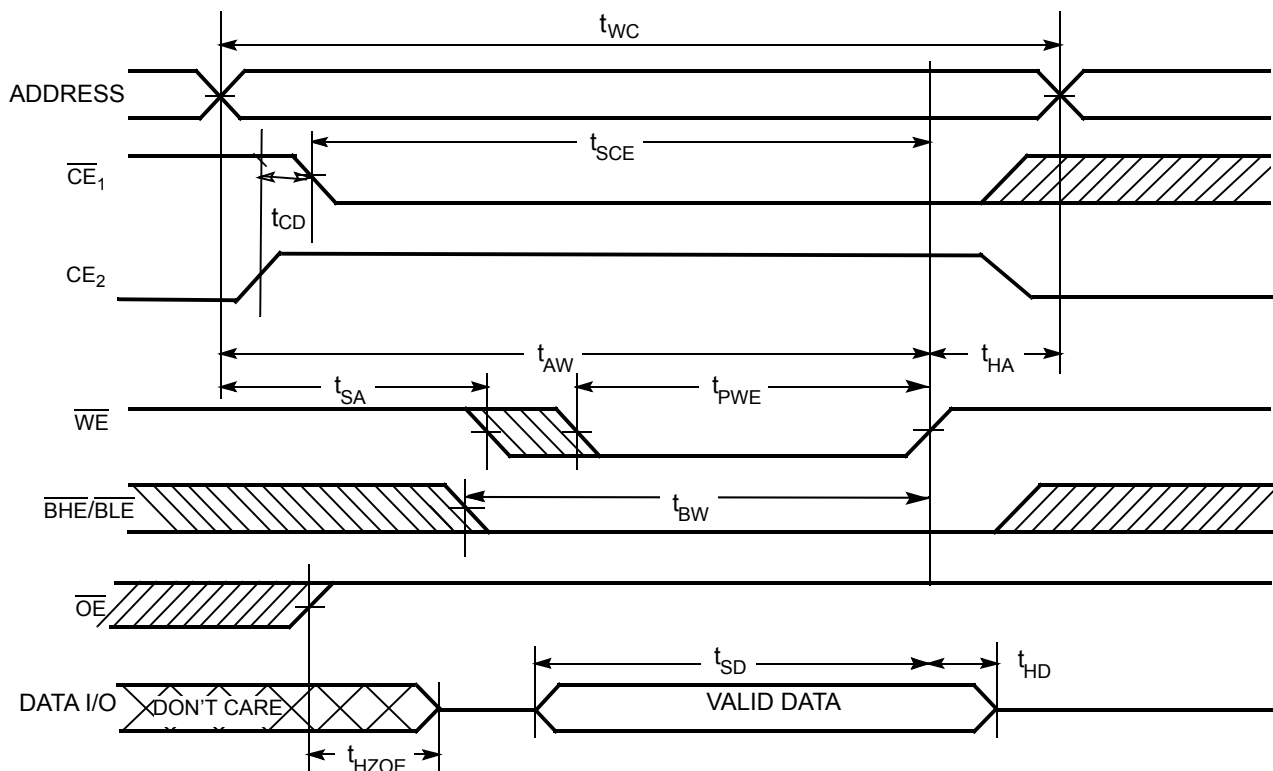 tWC
ADDRESS
tSCE
CE1
tCD
CE2
tAW
tHA
tSA
tPWE
WE
BHE/BLE
tBW
OE
tSD
tHD
DATA I/O
DON'T CARE
VALID DATA
tHZOE